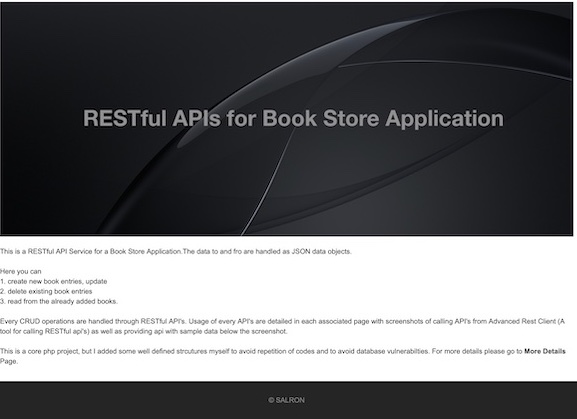 RESTful APIs for Book Store Application
This is a RESTful API Service for a Book Store Application.The data to and fro are handled as JSON data objects.
Here you can
1. create new book entries, update
2. delete existing book entries
3. read from the already added books.
Every CRUD operations are handled through RESTful API's. Usage of every API's are detailed in each associated page with screenshots of calling API's from Advanced Rest Client (A
tool for calling RESTful api's) as well as providing api with sample data below the screenshot.
This is a core php project, but I added some well defined strcutures myself to avoid repetition of codes and to avoid database vulnerabilties. For more details please go to More Details
Page.
© SALRON